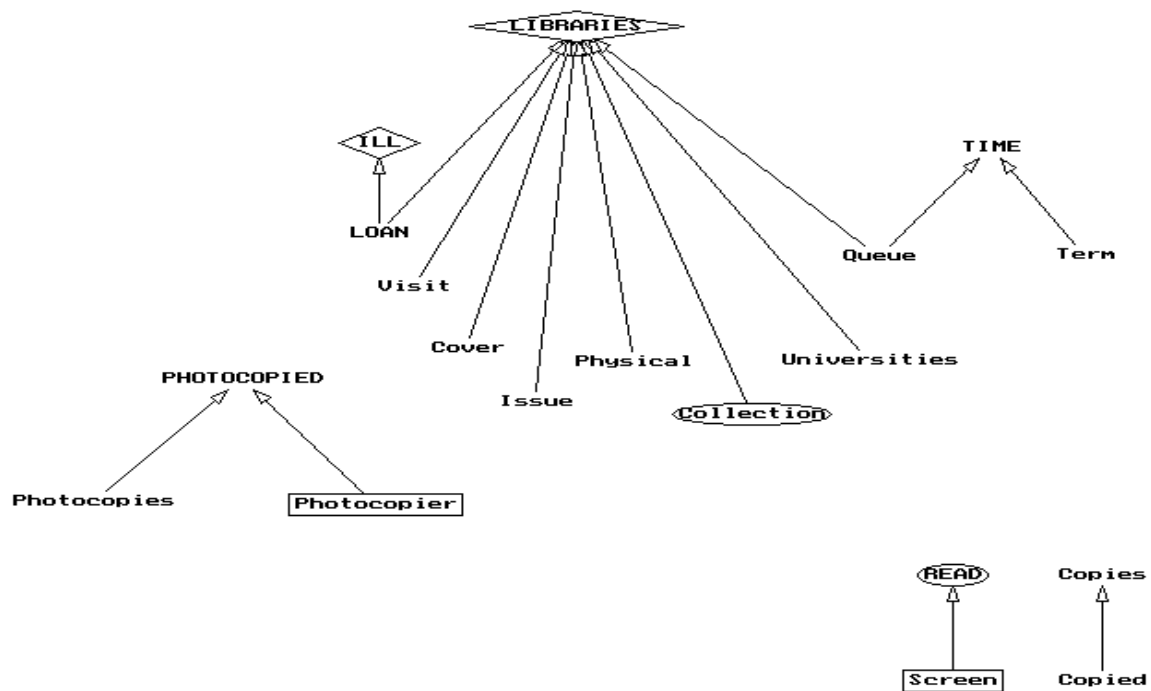 LIBRARIES
ILL
TIME
LOAN
Queue
Term
Visit
Cover
Physical
Universities
PHOTOCOPIED
Issue
Collection
Photocopies
Photocopier
READ
Copies
Screen
Copied